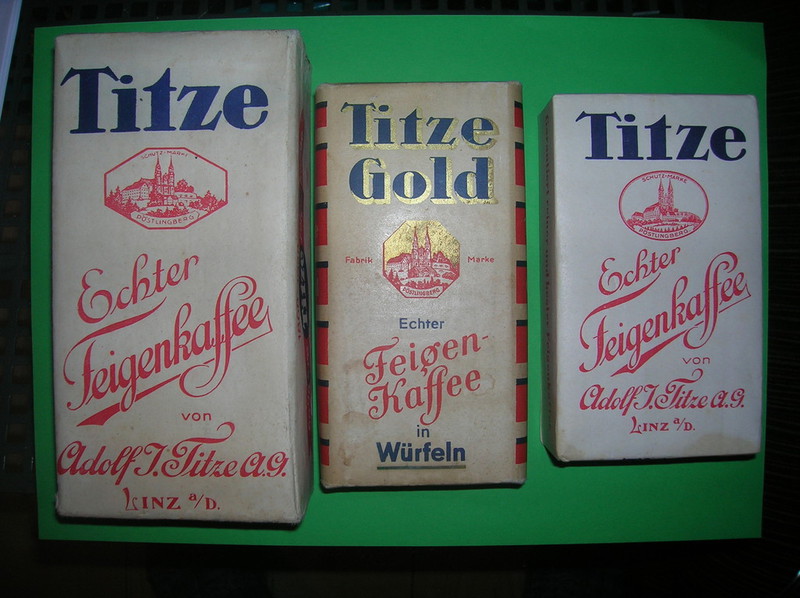 Titze
SCHUTZ-MARKE
PÖSTLINGBERG
Echter
Feigenkaffee
von
Adolf J. Titze A.G.
LINZ a/D.
Titze
Gold
Fabrik Marke
PÖSTLINGBERG
Echter
Feigen-
Kaffee
in
Würfeln
Titze
SCHUTZ-MARKE
PÖSTLINGBERG
Echter
Feigenkaffee
von
Adolf J. Titze A.G.
LINZ a/D.